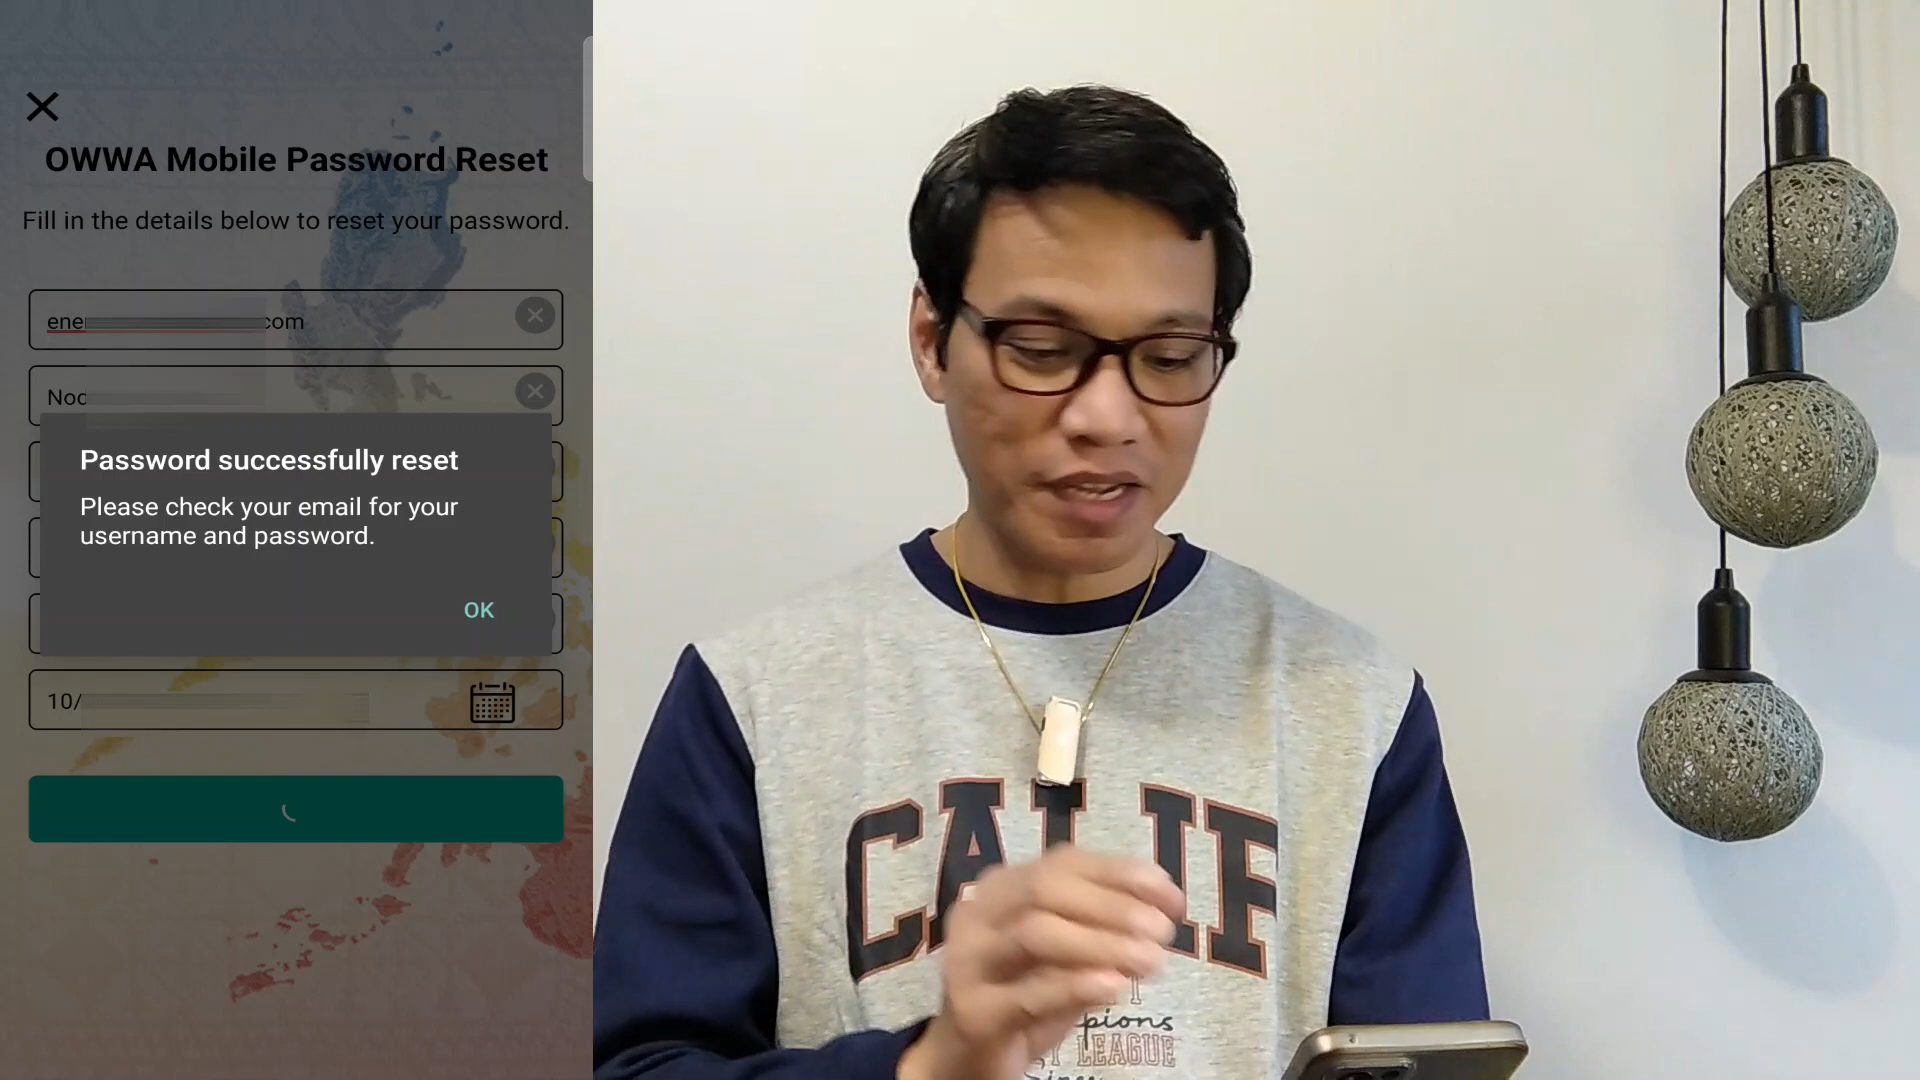 OWWA Mobile Password Reset
Fill in the details below to reset your password.
ene
com
Noc
Password successfully reset
Please check your email for your
username and password.
OK
10/
CALIF
pions
LEAGUE
Since